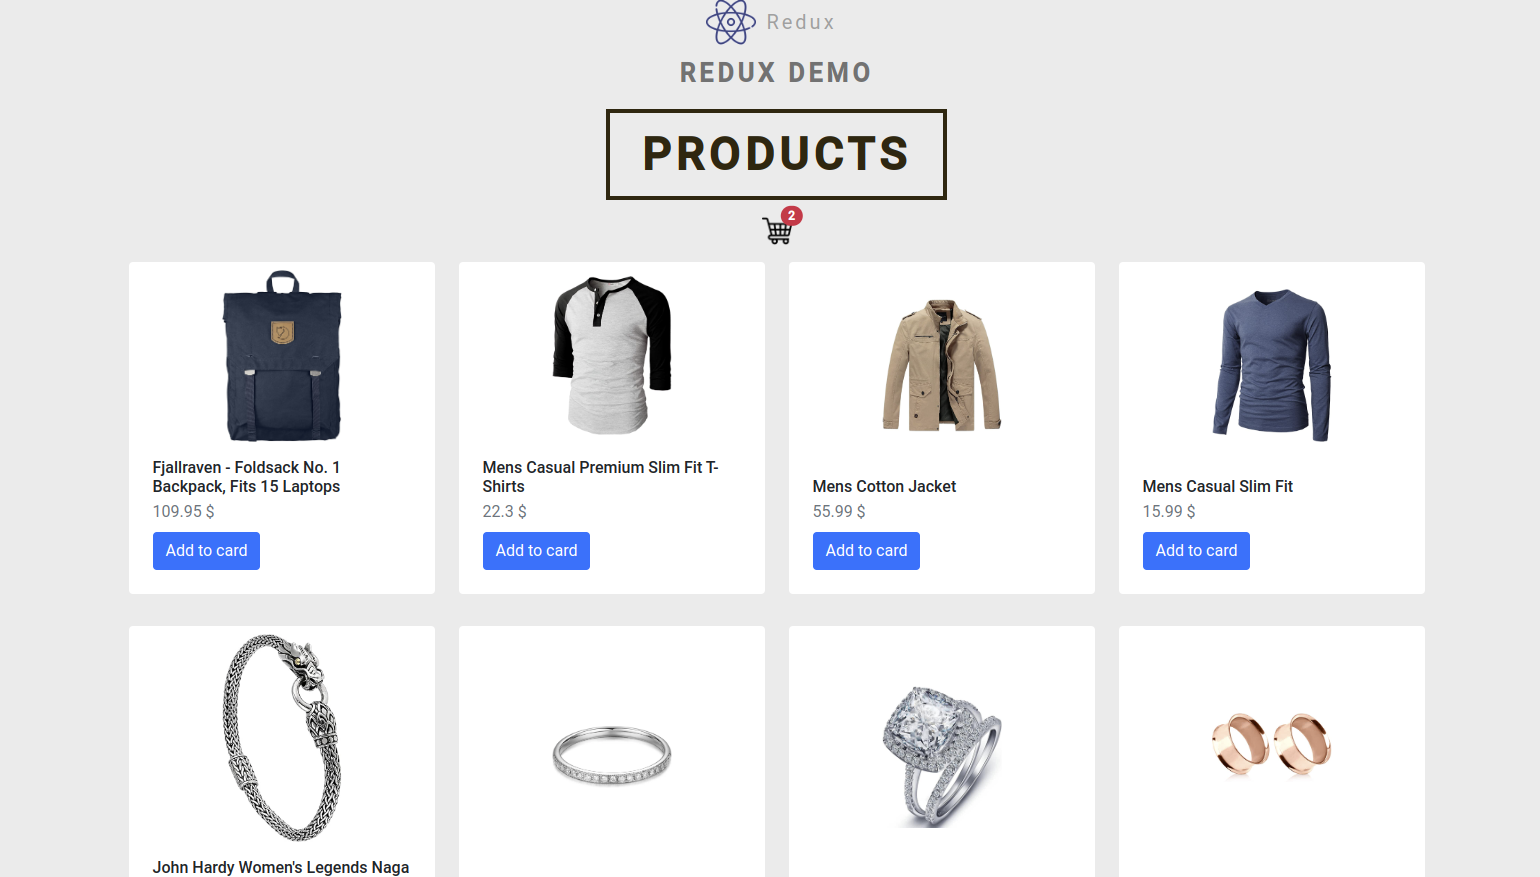 Redux
REDUX DEMO
PRODUCTS
2
Fjallraven - Foldsack No. 1
Backpack, Fits 15 Laptops
109.95 $
Add to card
Mens Casual Premium Slim Fit T-
Shirts
22.3 $
Add to card
Mens Cotton Jacket
55.99 $
Add to card
Mens Casual Slim Fit
15.99 $
Add to card
John Hardy Women's Legends Naga